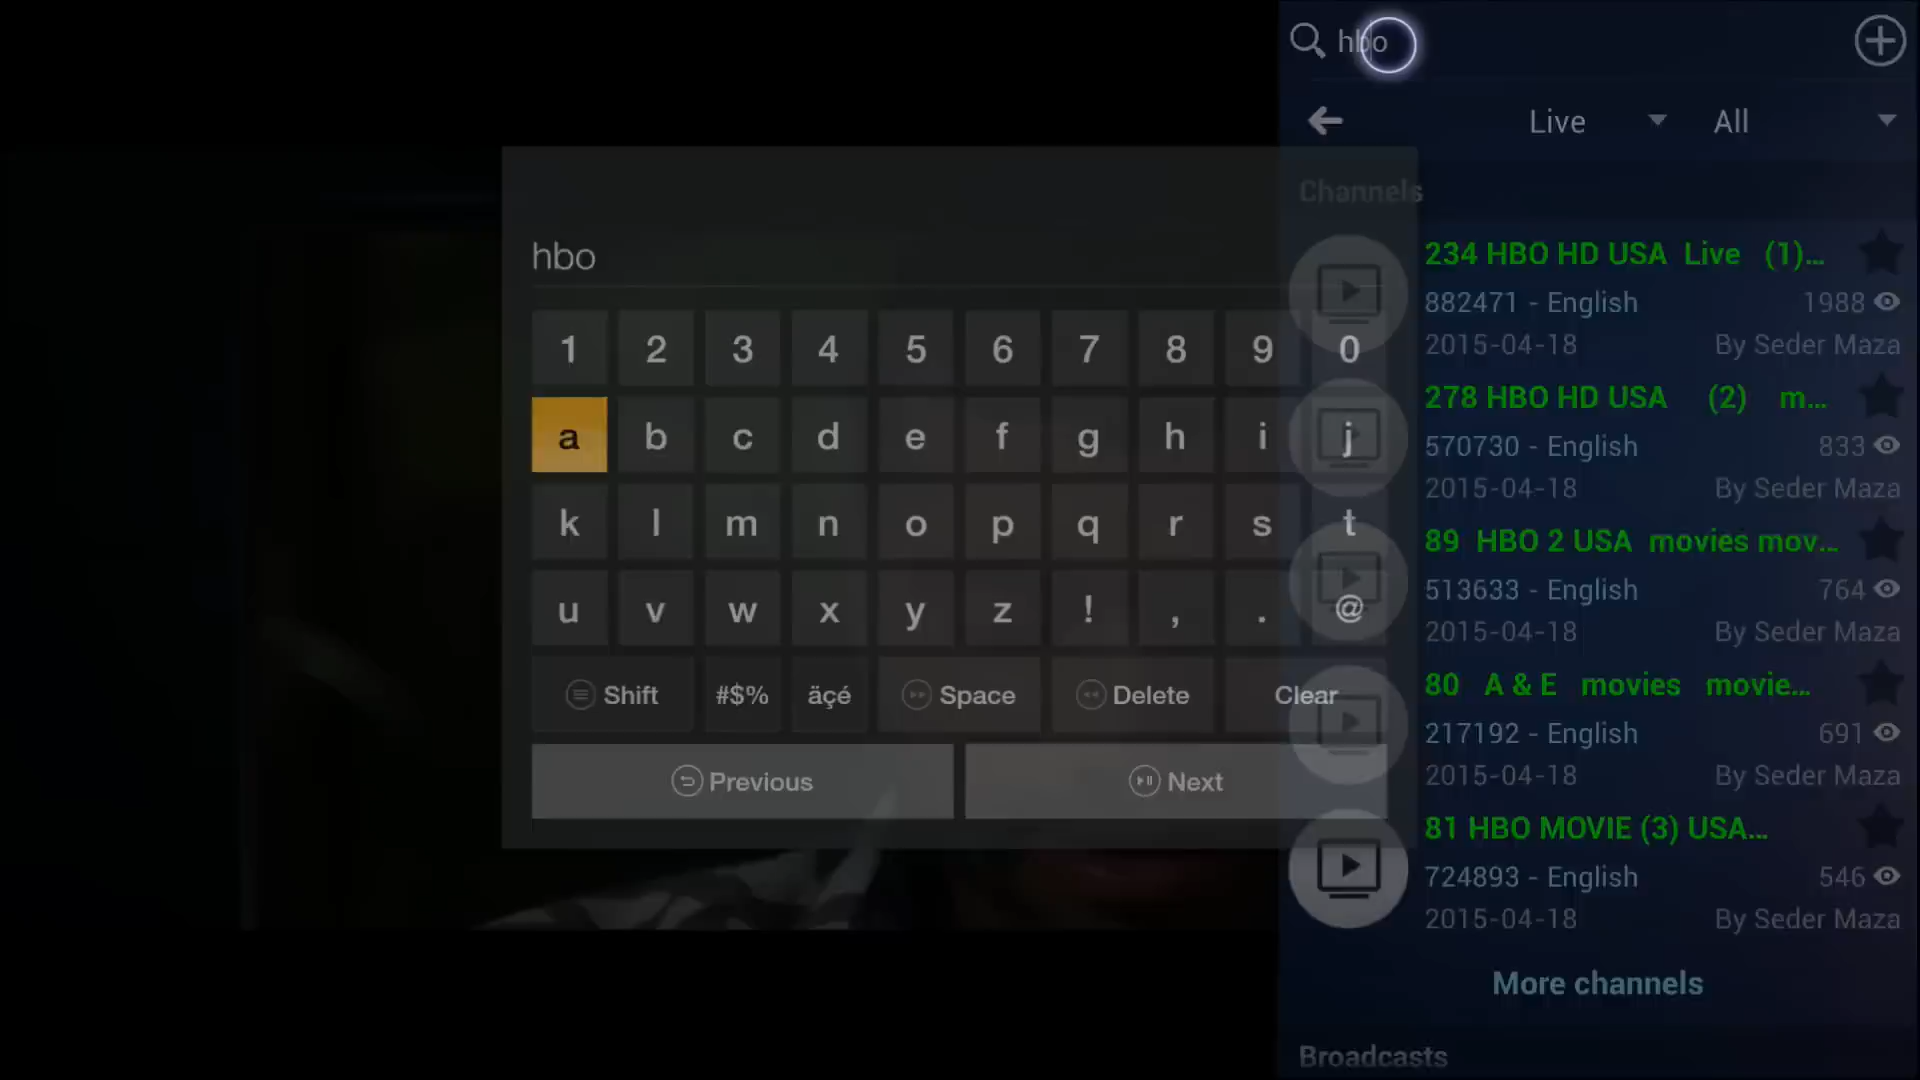 hbo
Live All
Channels
234 HBO HD USA Live (1)...
882471 - English 1988
2015-04-18 By Seder Maza
278 HBO HD USA (2) m...
570730 - English 833
2015-04-18 By Seder Maza
89 HBO 2 USA movies mov...
513633 - English 764
2015-04-18 By Seder Maza
80 A & E movies movie...
217192 - English 691
2015-04-18 By Seder Maza
81 HBO MOVIE (3) USA...
724893 - English 546
2015-04-18 By Seder Maza
More channels
Broadcasts
hbo
1 2 3 4 5 6 7 8 9 0
a b c d e f g h i j
k l m n o p q r s t
u v w x y z ! , . @
Shift #$% äçé Space Delete Clear
Previous Next